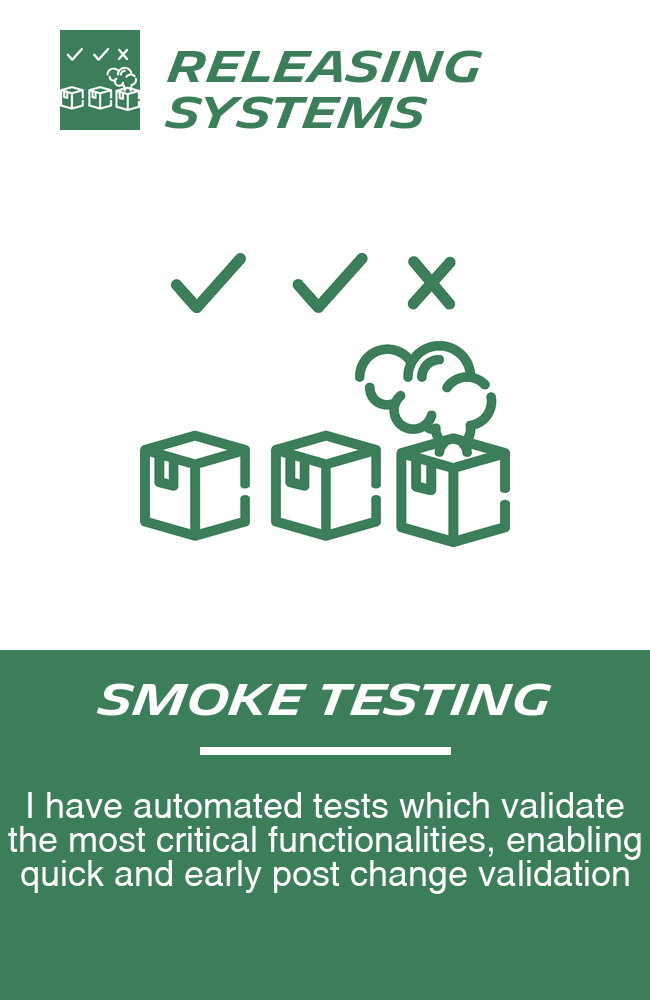 RELEASING
SYSTEMS
SMOKE TESTING
I have automated tests which validate
the most critical functionalities, enabling
quick and early post change validation